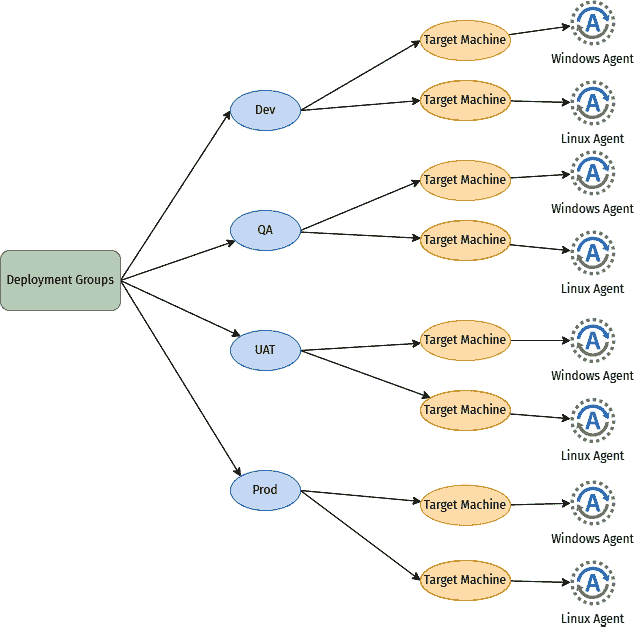 Deployment Groups
Dev
Target Machine
A
Windows Agent
Target Machine
A
Linux Agent
QA
Target Machine
A
Windows Agent
Target Machine
A
Linux Agent
UAT
Target Machine
A
Windows Agent
Target Machine
A
Linux Agent
Prod
Target Machine
A
Windows Agent
Target Machine
A
Linux Agent